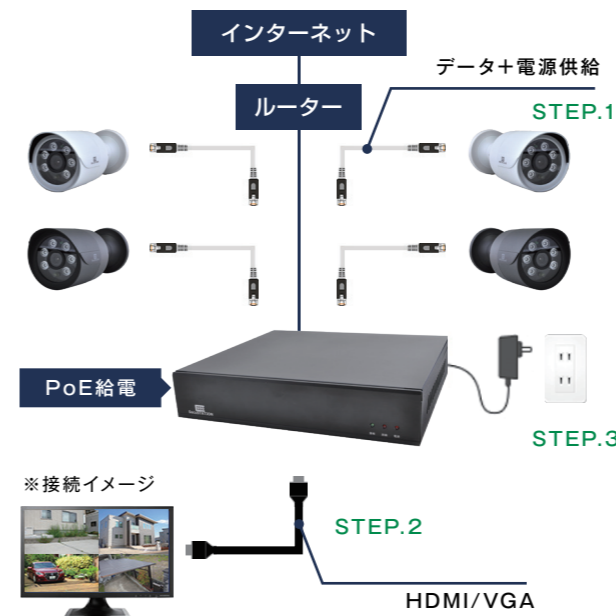 インターネット
データ＋電源供給
ルーター
STEP.1
PoE給電
STEP.3
※接続イメージ
STEP.2
HDMI/VGA